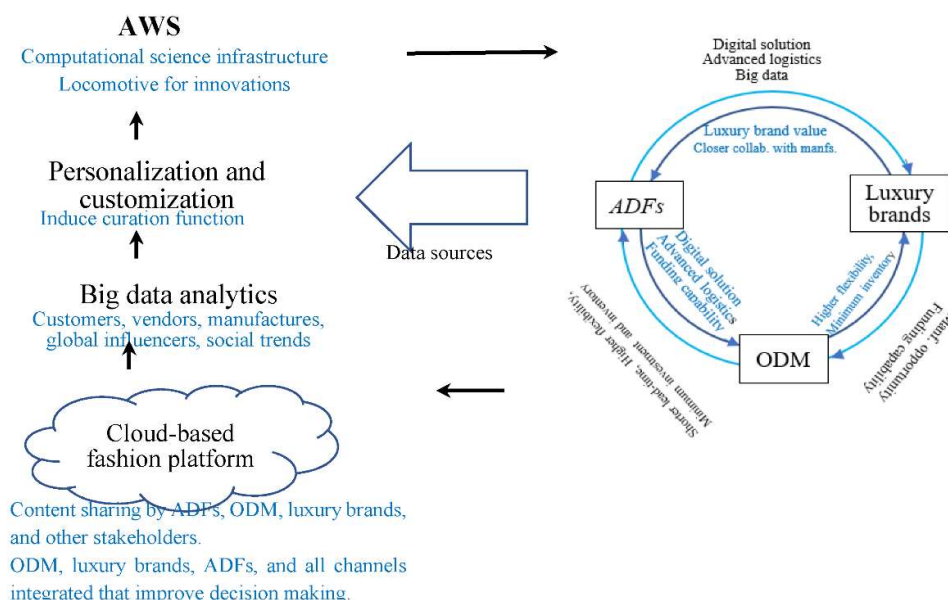 AWS
Computational science infrastructure
Locomotive for innovations
Personalization and
customization
Induce curation function
Big data analytics
Customers, vendors, manufactures,
global influencers, social trends
Cloud-based
fashion platform
Content sharing by ADFs, ODM, luxury brands,
and other stakeholders.
ODM, luxury brands, ADFs, and all channels
integrated that improve decision making.
Data sources
Digital solution
Advanced logistics
Big data
Luxury brand value
Closer collab. with manfs.
ADFs
Luxury
brands
Digital solution
Advanced logistics
Funding capability
Higher flexibility,
Minimum inventory
ODM
Shorter lead-time, Higher flexibility,
Minimum investment and inventory
opportunity
Funding capability